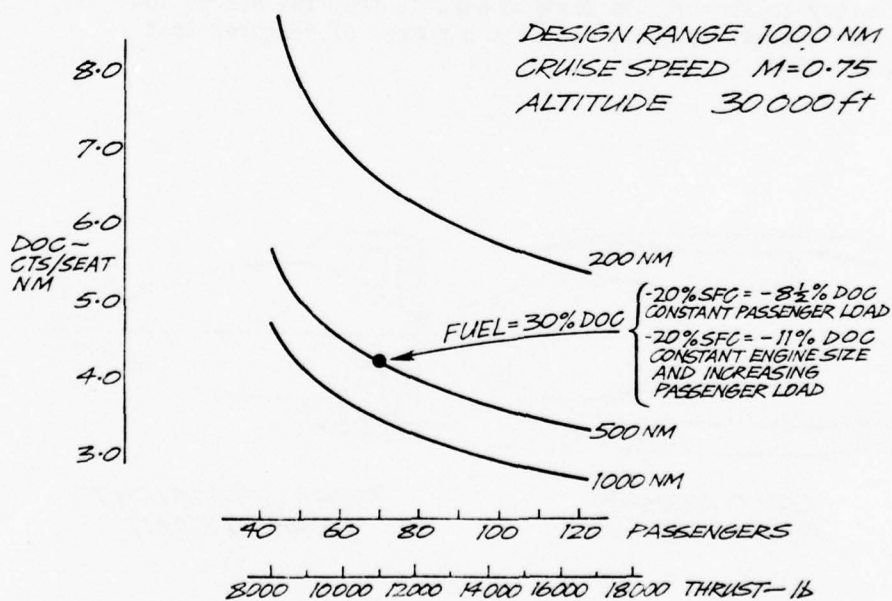 DESIGN RANGE 1000 NM
CRUISE SPEED M=0.75
ALTITUDE 30000 ft
8.0
7.0
6.0
5.0
4.0
3.0
DOC~
CTS/SEAT
NM
200 NM
FUEL = 30% DOC
-20% SFC = -8½% DOC
CONSTANT PASSENGER LOAD
-20% SFC = -11% DOC
CONSTANT ENGINE SIZE
AND INCREASING
PASSENGER LOAD
500 NM
1000 NM
40 60 80 100 120 PASSENGERS
8000 10000 12000 14000 16000 18000 THRUST-lb